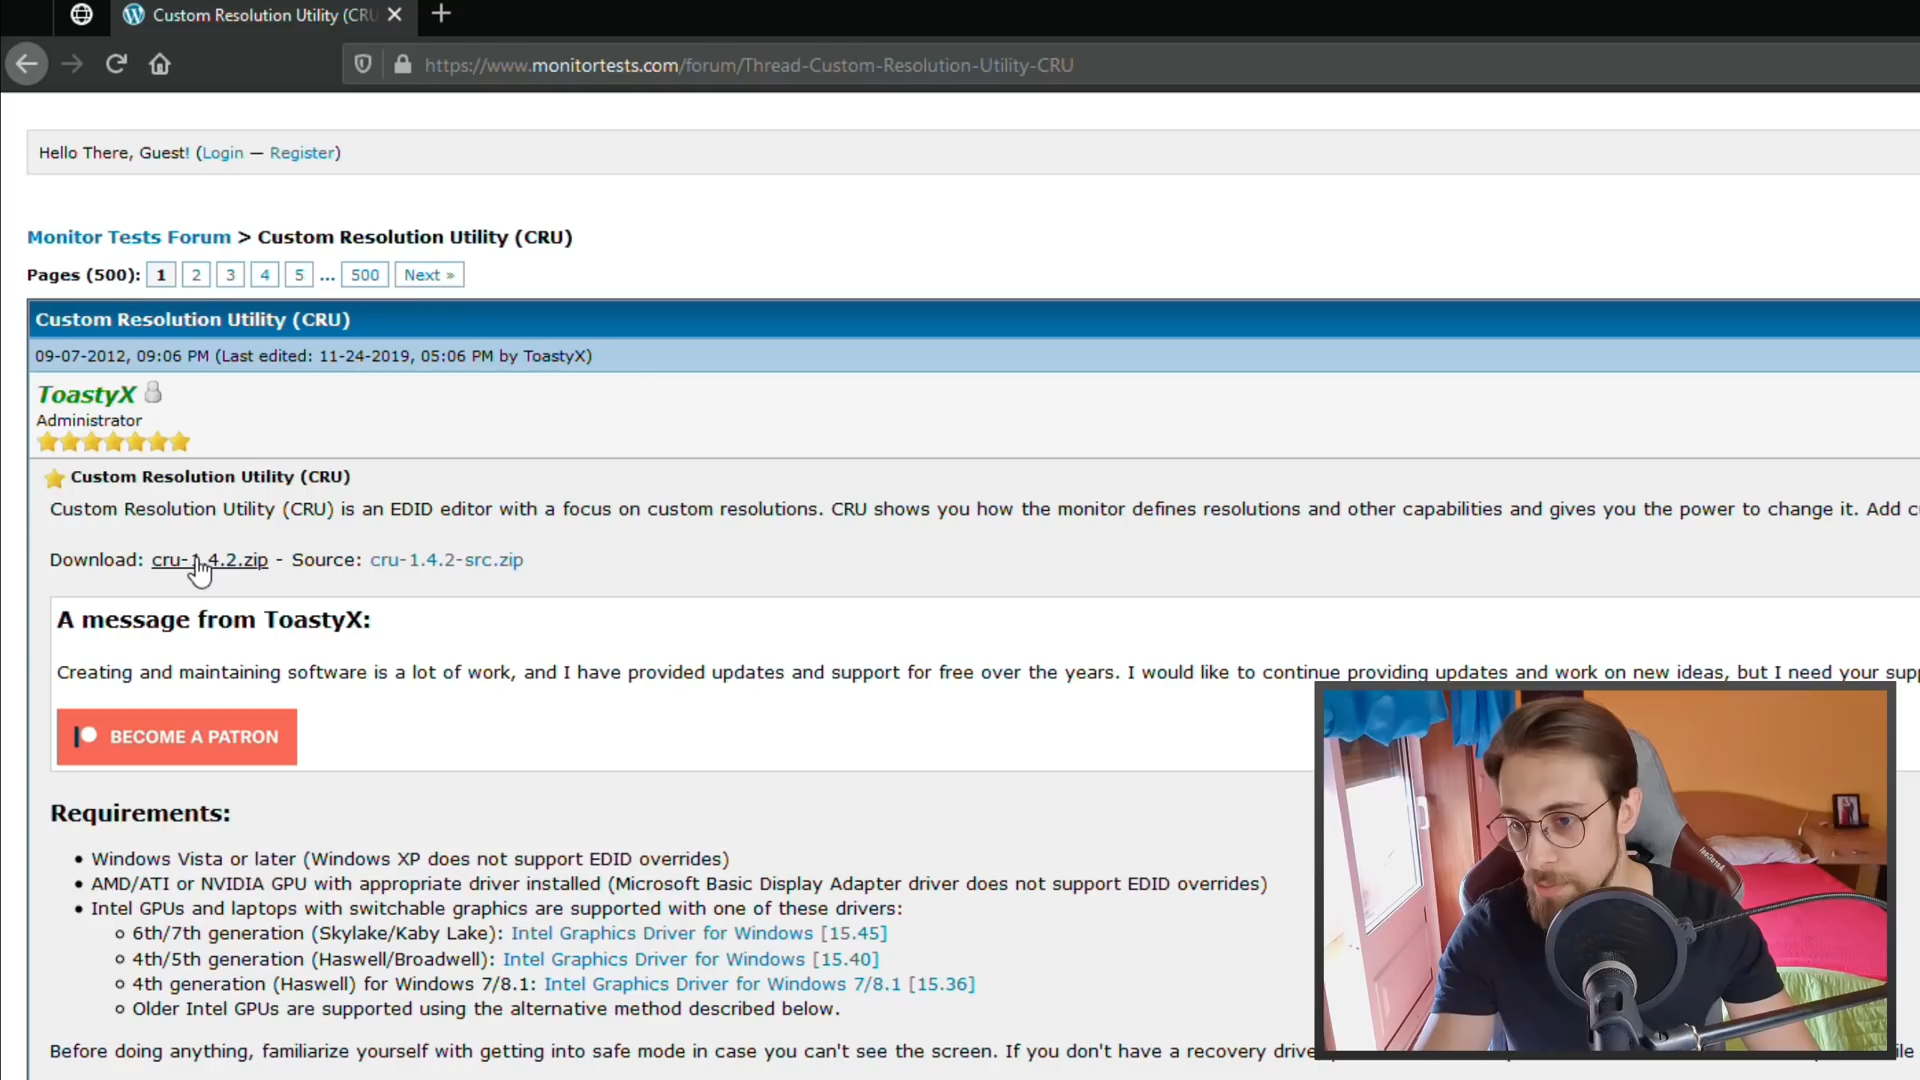 Custom Resolution Utility (CRU
https://www.monitortests.com/forum/Thread-Custom-Resolution-Utility-CRU
Hello There, Guest! (Login — Register)
Monitor Tests Forum > Custom Resolution Utility (CRU)
Pages (500): 1 2 3 4 5 ... 500 Next »
Custom Resolution Utility (CRU)
09-07-2012, 09:06 PM (Last edited: 11-24-2019, 05:06 PM by ToastyX)
ToastyX
Administrator
Custom Resolution Utility (CRU)
Custom Resolution Utility (CRU) is an EDID editor with a focus on custom resolutions. CRU shows you how the monitor defines resolutions and other capabilities and gives you the power to change it. Add
Download: cru-1.4.2.zip - Source: cru-1.4.2-src.zip
A message from ToastyX:
Creating and maintaining software is a lot of work, and I have provided updates and support for free over the years. I would like to continue providing updates and work on new ideas, but I need your
BECOME A PATRON
Requirements:
• Windows Vista or later (Windows XP does not support EDID overrides)
• AMD/ATI or NVIDIA GPU with appropriate driver installed (Microsoft Basic Display Adapter driver does not support EDID overrides)
• Intel GPUs and laptops with switchable graphics are supported with one of these drivers:
6th/7th generation (Skylake/Kaby Lake): Intel Graphics Driver for Windows [15.45]
4th/5th generation (Haswell/Broadwell): Intel Graphics Driver for Windows [15.40]
4th generation (Haswell) for Windows 7/8.1: Intel Graphics Driver for Windows 7/8.1 [15.36]
Older Intel GPUs are supported using the alternative method described below.
Before doing anything, familiarize yourself with getting into safe mode in case you can't see the screen. If you don't have a recovery drive